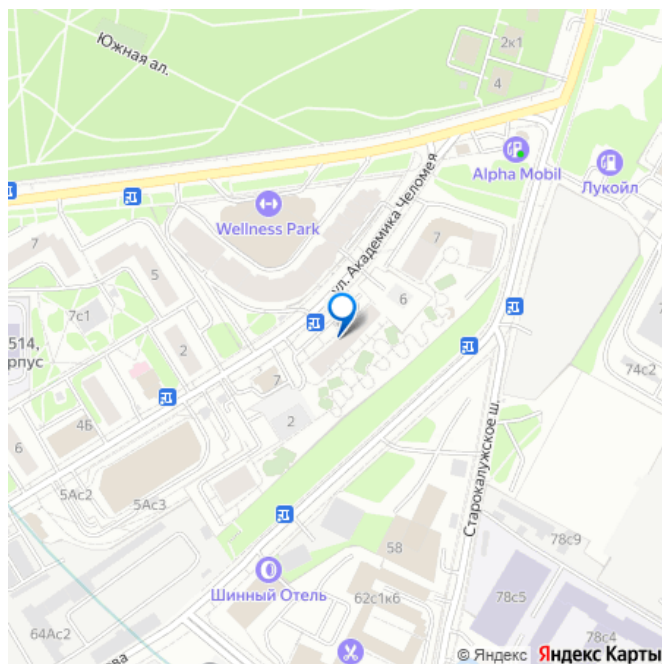 Южная ал.
2к1
4
Alpha Mobil
Лукойл
Wellness Park
ул. Академика Челомея
7
7
5
6
7с1
2
514,
рпус
7
74с2
4Б
2
6
5Ас2
5Ас3
Старокалужское ш.
58
78с9
Шинный Отель
62с1к6
78с5
64Ас2
78с4
© Яндекс Яндекс Карты